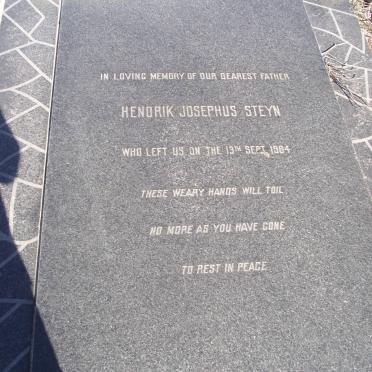 IN LOVING MEMORY OF OUR DEAREST FATHER
HENDRIK JOSEPHUS STEYN
WHO LEFT US ON THE 13TH SEPT. 1984
THESE WEARY HANDS WILL TOIL
NO MORE AS YOU HAVE GONE
TO REST IN PEACE